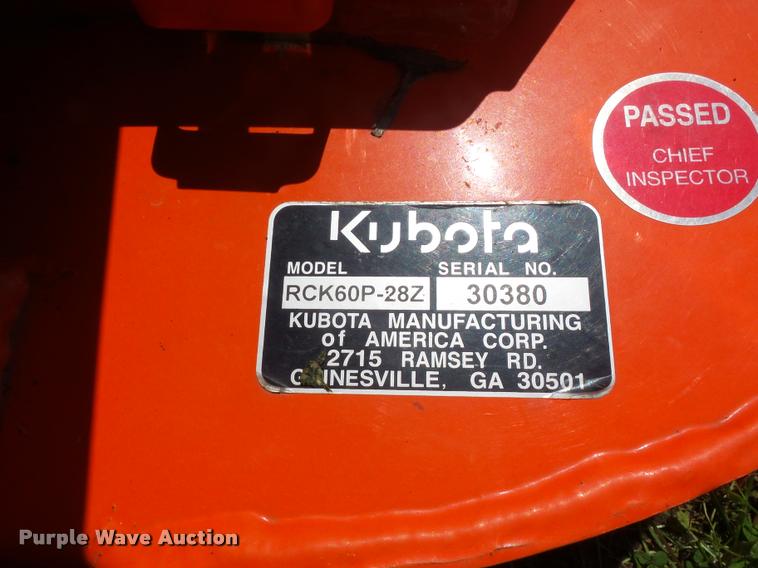 PASSED
CHIEF
INSPECTOR
Kubota
MODEL SERIAL NO.
RCK60P-28Z 30380
KUBOTA MANUFACTURING
of AMERICA CORP.
2715 RAMSEY RD.
GAINESVILLE, GA 30501
Purple Wave Auction